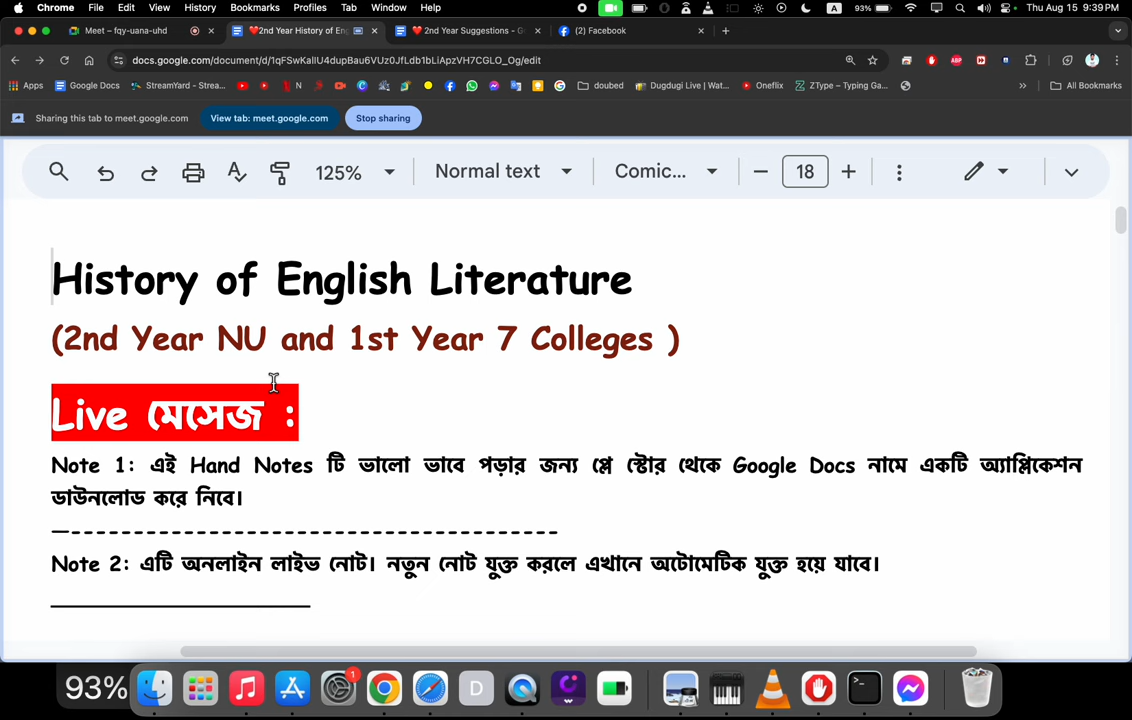 Chrome File Edit View History Bookmarks Profiles Tab Window Help A 93% Thu Aug 15 9:39 PM
Meet – fqy-uana-uhd ❤️2nd Year History of En ❤️ 2nd Year Suggestions - G Facebook
docs.google.com/document/d/1qFSwKallU4dupBau6VUz0JfLdb1bLiApzVH7CGLO_Og/edit
Apps Google Docs StreamYard - Strea... doubed Dugdugi Live | Wat... Oneflix ZType – Typing Ga... » All Bookmarks
Sharing this tab to meet.google.com View tab: meet.google.com Stop sharing
125% Normal text Comic... 18
History of English Literature
(2nd Year NU and 1st Year 7 Colleges )
Live মেসেজ :
Note 1: এই Hand Notes টি ভালো ভাবে পড়ার জন্য প্লে স্টোর থেকে Google Docs নামে একটি অ্যাপ্লিকেশন
ডাউনলোড করে নিবে।
Note 2: এটি অনলাইন লাইভ নোট। নতুন নোট যুক্ত করলে এখানে অটোমেটিক যুক্ত হয়ে যাবে।
93% 1 D